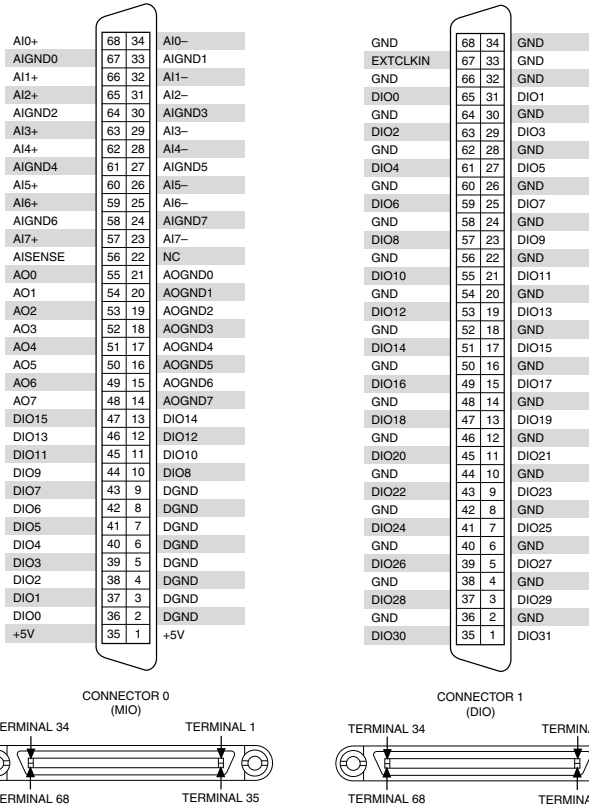 AI0+ 68 34 AI0–
AIGND0 67 33 AIGND1
AI1+ 66 32 AI1–
AI2+ 65 31 AI2–
AIGND2 64 30 AIGND3
AI3+ 63 29 AI3–
AI4+ 62 28 AI4–
AIGND4 61 27 AIGND5
AI5+ 60 26 AI5–
AI6+ 59 25 AI6–
AIGND6 58 24 AIGND7
AI7+ 57 23 AI7–
AISENSE 56 22 NC
AO0 55 21 AOGND0
AO1 54 20 AOGND1
AO2 53 19 AOGND2
AO3 52 18 AOGND3
AO4 51 17 AOGND4
AO5 50 16 AOGND5
AO6 49 15 AOGND6
AO7 48 14 AOGND7
DIO15 47 13 DIO14
DIO13 46 12 DIO12
DIO11 45 11 DIO10
DIO9 44 10 DIO8
DIO7 43 9 DGND
DIO6 42 8 DGND
DIO5 41 7 DGND
DIO4 40 6 DGND
DIO3 39 5 DGND
DIO2 38 4 DGND
DIO1 37 3 DGND
DIO0 36 2 DGND
+5V 35 1 +5V
CONNECTOR 0
(MIO)
TERMINAL 34 TERMINAL 1
TERMINAL 68 TERMINAL 35
GND 68 34 GND
EXTCLKIN 67 33 GND
GND 66 32 GND
DIO0 65 31 DIO1
GND 64 30 GND
DIO2 63 29 DIO3
GND 62 28 GND
DIO4 61 27 DIO5
GND 60 26 GND
DIO6 59 25 DIO7
GND 58 24 GND
DIO8 57 23 DIO9
GND 56 22 GND
DIO10 55 21 DIO11
GND 54 20 GND
DIO12 53 19 DIO13
GND 52 18 GND
DIO14 51 17 DIO15
GND 50 16 GND
DIO16 49 15 DIO17
GND 48 14 GND
DIO18 47 13 DIO19
GND 46 12 GND
DIO20 45 11 DIO21
GND 44 10 GND
DIO22 43 9 DIO23
GND 42 8 GND
DIO24 41 7 DIO25
GND 40 6 GND
DIO26 39 5 DIO27
GND 38 4 GND
DIO28 37 3 DIO29
GND 36 2 GND
DIO30 35 1 DIO31
CONNECTOR 1
(DIO)
TERMINAL 34 TERMINA
TERMINAL 68 TERMINA